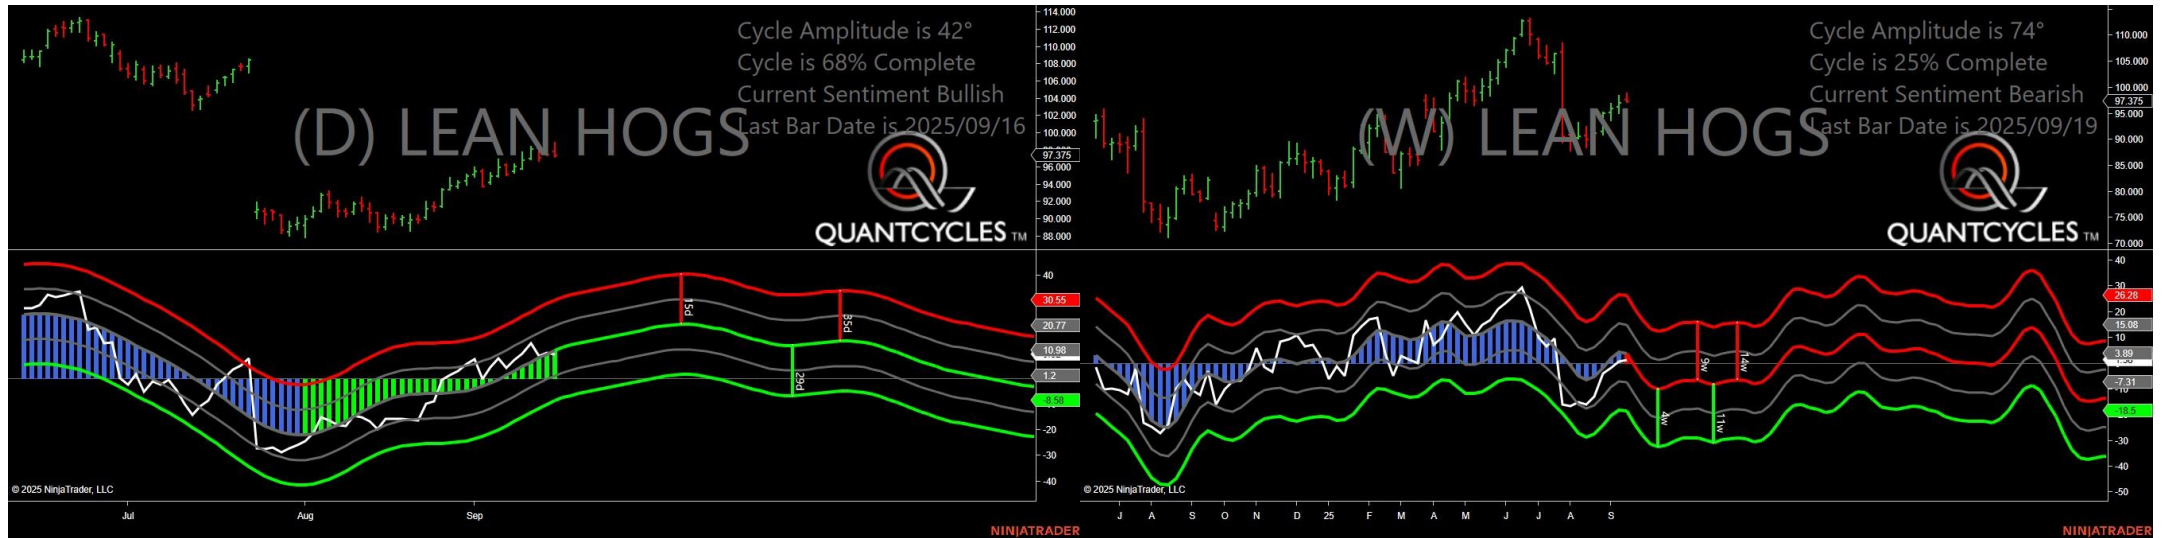 Cycle Amplitude is 42°
Cycle is 68% Complete
Current Sentiment Bullish
Last Bar Date is 2025/09/16
(D) LEAN HOGS
QUANTCYCLES TM
114.000
112.000
110.000
108.000
106.000
104.000
102.000
100.000
97.375
96.000
94.000
92.000
90.000
88.000
15d
35d
29d
40
30.55
20.77
10.98
1.2
-8.58
-20
-30
-40
© 2025 NinjaTrader, LLC
Jul
Aug
Sep
NINJATRADER
Cycle Amplitude is 74°
Cycle is 25% Complete
Current Sentiment Bearish
Last Bar Date is 2025/09/19
(W) LEAN HOGS
QUANTCYCLES TM
110.000
105.000
100.000
97.375
95.000
90.000
85.000
80.000
75.000
70.000
4w
9w
11w
14w
40
26.28
20
15.08
10
3.89
-7.31
-18.5
-30
-40
-50
© 2025 NinjaTrader, LLC
J A S O N D 25 F M A M J J A S
NINJATRADER